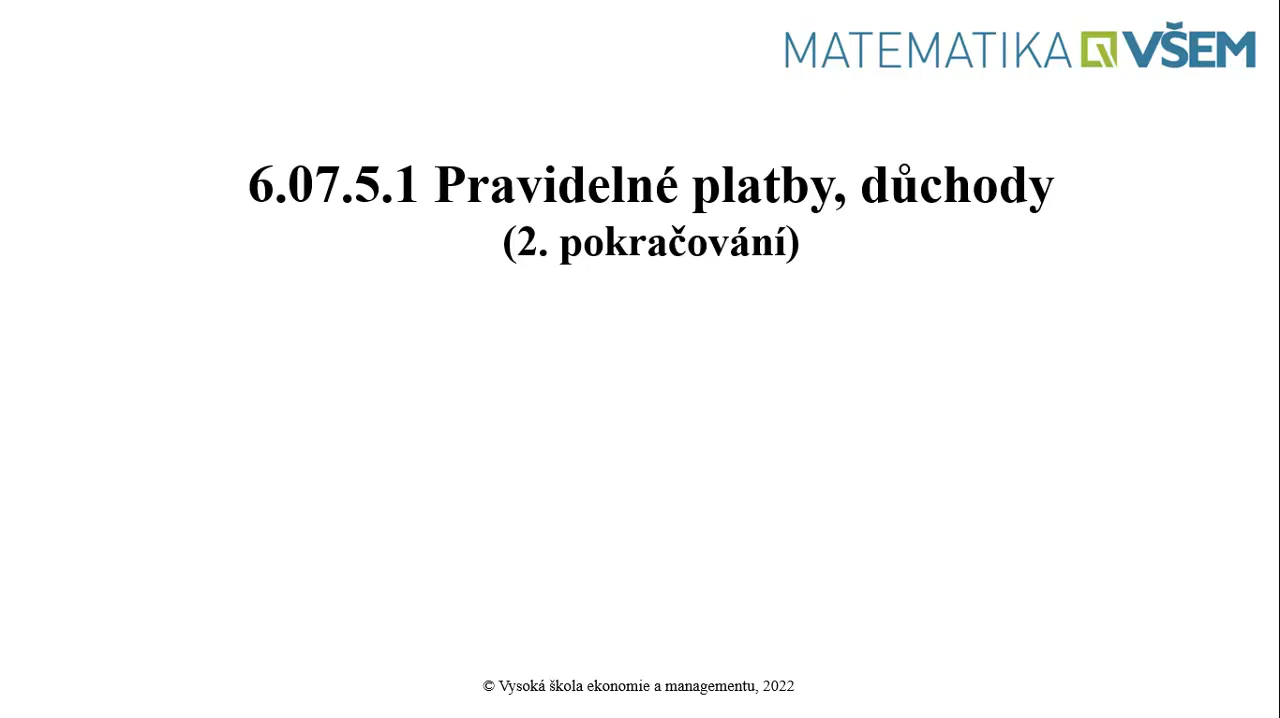 MATEMATIKA VŠEM
6.07.5.1 Pravidelné platby, důchody
(2. pokračování)
© Vysoká škola ekonomie a managementu, 2022